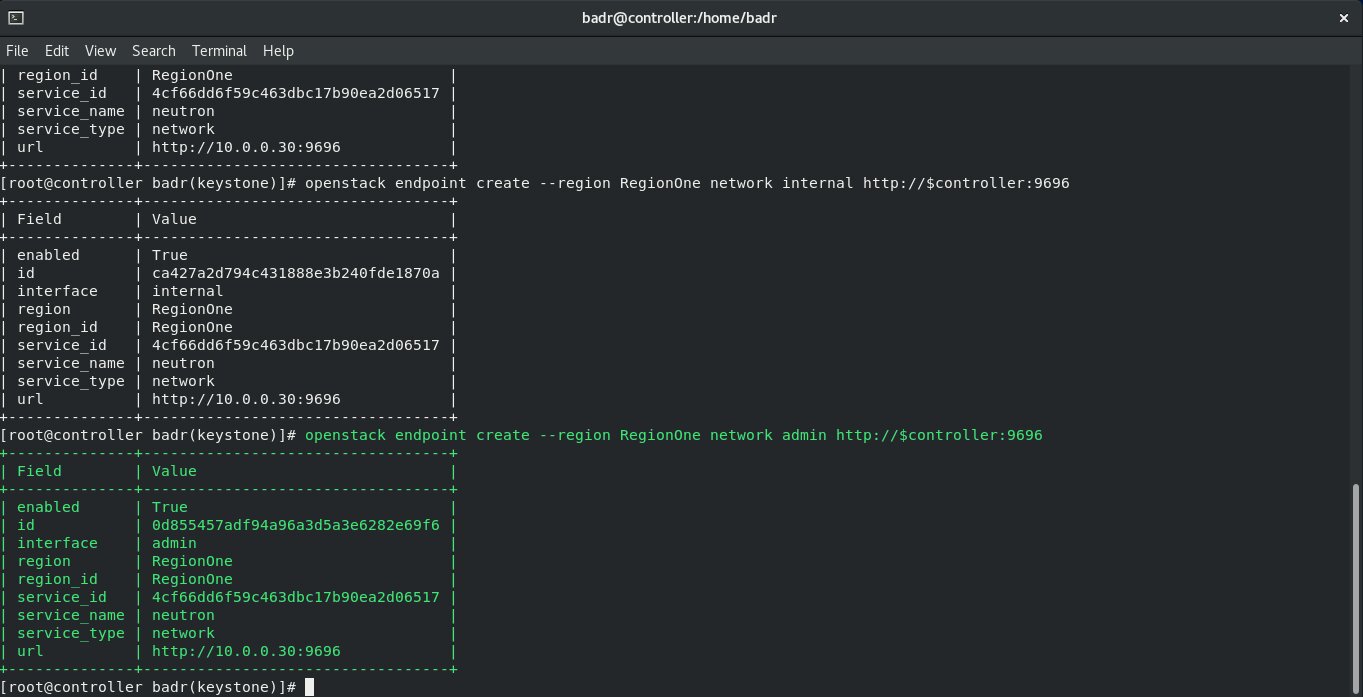 badr@controller:/home/badr
File Edit View Search Terminal Help
| region_id    | RegionOne                        |
| service_id   | 4cf66dd6f59c463dbc17b90ea2d06517 |
| service_name | neutron                          |
| service_type | network                          |
| url          | http://10.0.0.30:9696            |
+--------------+----------------------------------+
[root@controller badr(keystone)]# openstack endpoint create --region RegionOne network internal http://$controller:9696
+--------------+----------------------------------+
| Field        | Value                            |
+--------------+----------------------------------+
| enabled      | True                             |
| id           | ca427a2d794c431888e3b240fde1870a |
| interface    | internal                         |
| region       | RegionOne                        |
| region_id    | RegionOne                        |
| service_id   | 4cf66dd6f59c463dbc17b90ea2d06517 |
| service_name | neutron                          |
| service_type | network                          |
| url          | http://10.0.0.30:9696            |
+--------------+----------------------------------+
[root@controller badr(keystone)]# openstack endpoint create --region RegionOne network admin http://$controller:9696
+--------------+----------------------------------+
| Field        | Value                            |
+--------------+----------------------------------+
| enabled      | True                             |
| id           | 0d855457adf94a96a3d5a3e6282e69f6 |
| interface    | admin                            |
| region       | RegionOne                        |
| region_id    | RegionOne                        |
| service_id   | 4cf66dd6f59c463dbc17b90ea2d06517 |
| service_name | neutron                          |
| service_type | network                          |
| url          | http://10.0.0.30:9696            |
+--------------+----------------------------------+
[root@controller badr(keystone)]#